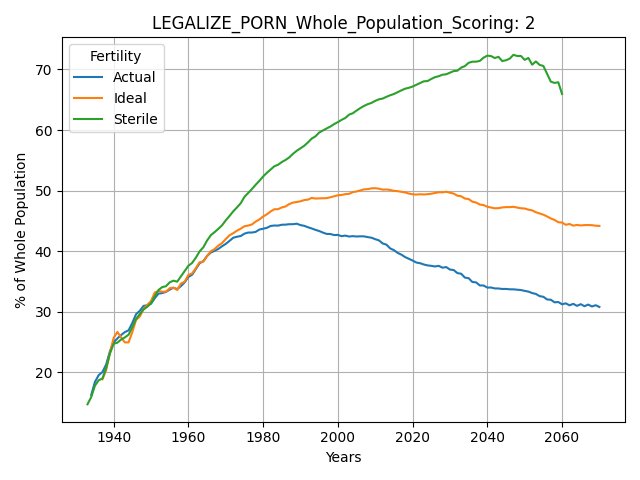 LEGALIZE_PORN_Whole_Population_Scoring: 2
Fertility
Actual
Ideal
Sterile
% of Whole Population
70
60
50
40
30
20
1940
1960
1980
2000
2020
2040
2060
Years